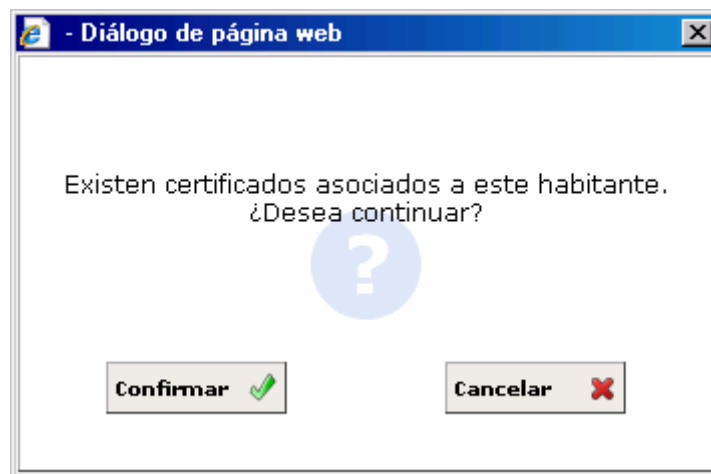 - Diálogo de página web
Existen certificados asociados a este habitante.
¿Desea continuar?
?
Confirmar
Cancelar